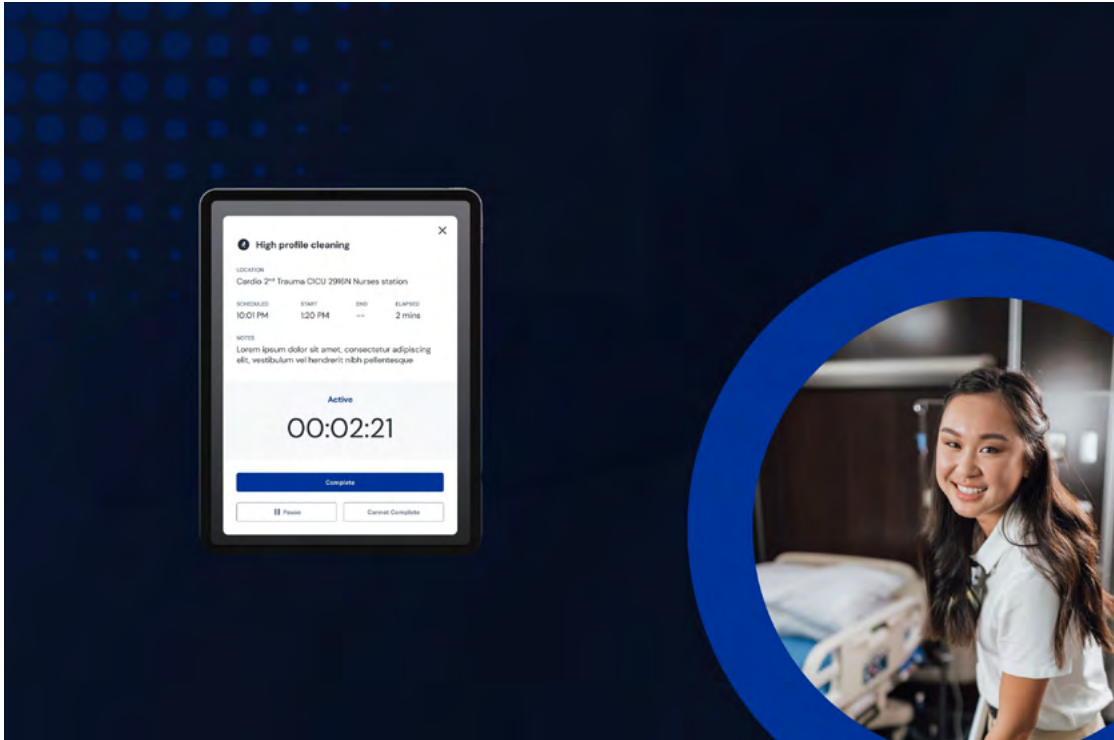 High profile cleaning
LOCATION
Cardio 2ⁿᵈ Trauma CICU 2916N Nurses station
SCHEDULED START END ELAPSED
10:01 PM 1:20 PM -- 2 mins
NOTES
Lorem ipsum dolor sit amet, consectetur adipiscing
elit, vestibulum vel hendrerit nibh pellentesque
Active
00:02:21
Complete
Pause Cannot Complete